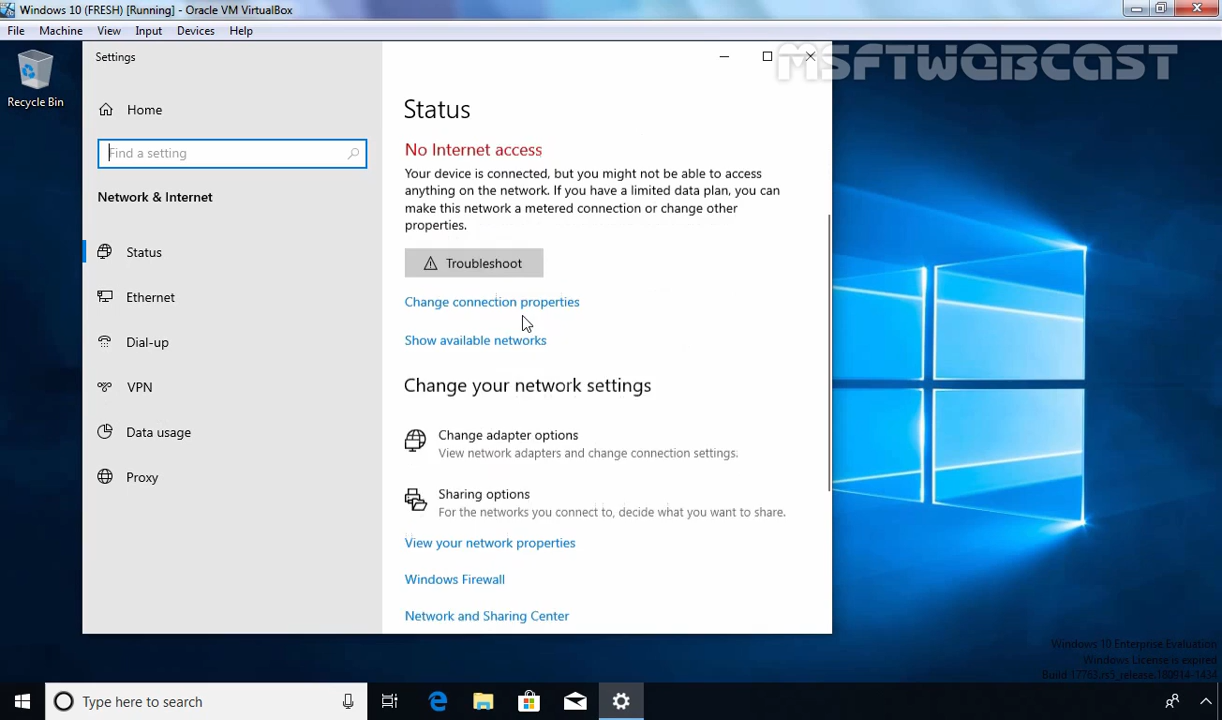 Windows 10 (FRESH) [Running] - Oracle VM VirtualBox
File Machine View Input Devices Help
MSFTWEBCAST
Recycle Bin
Settings
Home
Find a setting
Network & Internet
Status
Ethernet
Dial-up
VPN
Data usage
Proxy
Status
No Internet access
Your device is connected, but you might not be able to access
anything on the network. If you have a limited data plan, you can
make this network a metered connection or change other
properties.
Troubleshoot
Change connection properties
Show available networks
Change your network settings
Change adapter options
View network adapters and change connection settings.
Sharing options
For the networks you connect to, decide what you want to share.
View your network properties
Windows Firewall
Network and Sharing Center
Windows 10 Enterprise Evaluation
Windows License is expired
Build 17763.rs5_release.180914-1434
Type here to search